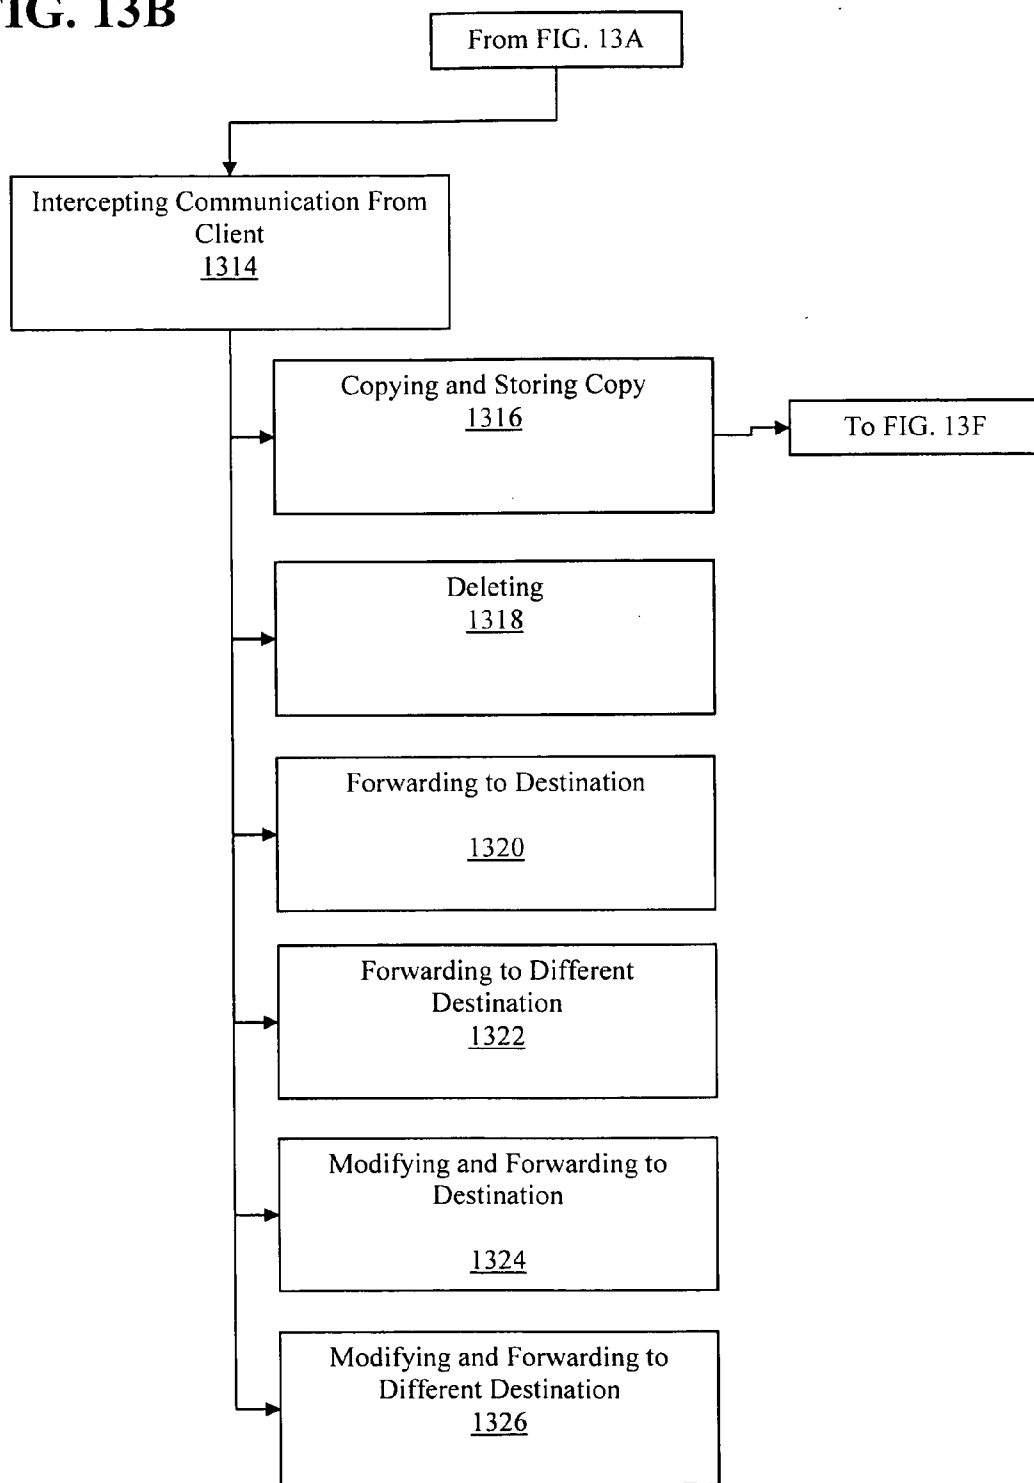 IG. 13B
From FIG. 13A
Intercepting Communication From
Client
1314
Copying and Storing Copy
1316
To FIG. 13F
Deleting
1318
Forwarding to Destination
1320
Forwarding to Different
Destination
1322
Modifying and Forwarding to
Destination
1324
Modifying and Forwarding to
Different Destination
1326